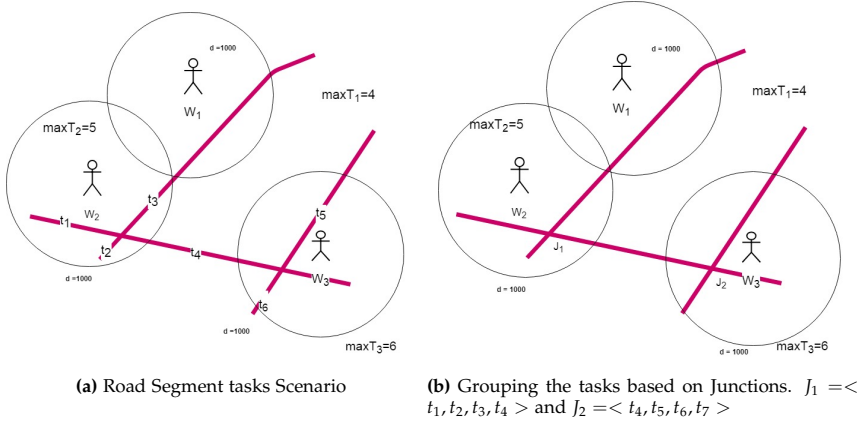 d =1000
W1
maxT1=4
maxT2=5
W2
t3
t1
t2
t4
t5
W3
t6
d =1000
d =1000
maxT3=6
(a) Road Segment tasks Scenario
d = 1000
W1
maxT1=4
maxT2=5
W2
J1
J2
W3
d = 1000
d = 1000
maxT3=6
(b) Grouping the tasks based on Junctions. J1 =<
t1, t2, t3, t4 > and J2 =< t4, t5, t6, t7 >